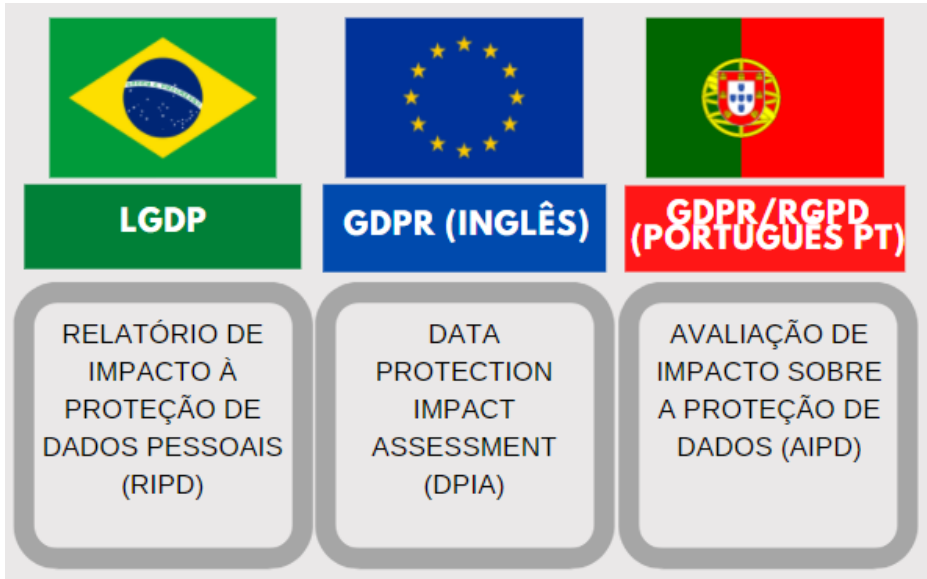 LGDP
RELATÓRIO DE
IMPACTO À
PROTEÇÃO DE
DADOS PESSOAIS
(RIPD)
GDPR (INGLÊS)
DATA
PROTECTION
IMPACT
ASSESSMENT
(DPIA)
GDPR/RGPD
(PORTUGUÊS PT)
AVALIAÇÃO DE
IMPACTO SOBRE
A PROTEÇÃO DE
DADOS (AIPD)